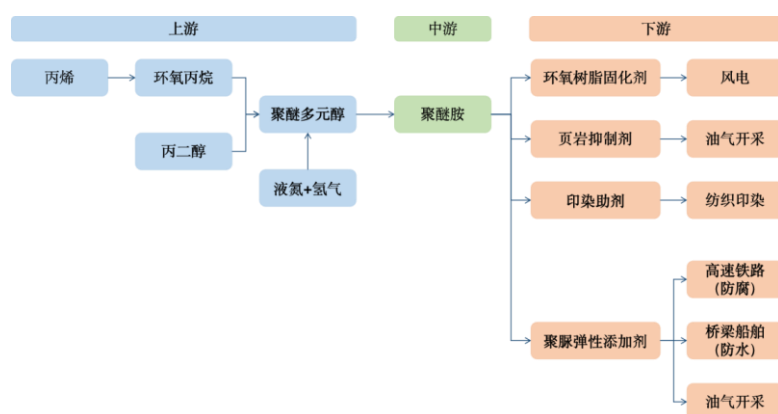 上游
中游
下游
丙烯
环氧丙烷
丙二醇
聚醚多元醇
液氮+氢气
聚醚胺
环氧树脂固化剂
风电
页岩抑制剂
油气开采
印染助剂
纺织印染
聚脲弹性添加剂
高速铁路
(防腐)
桥梁船舶
(防水)
油气开采